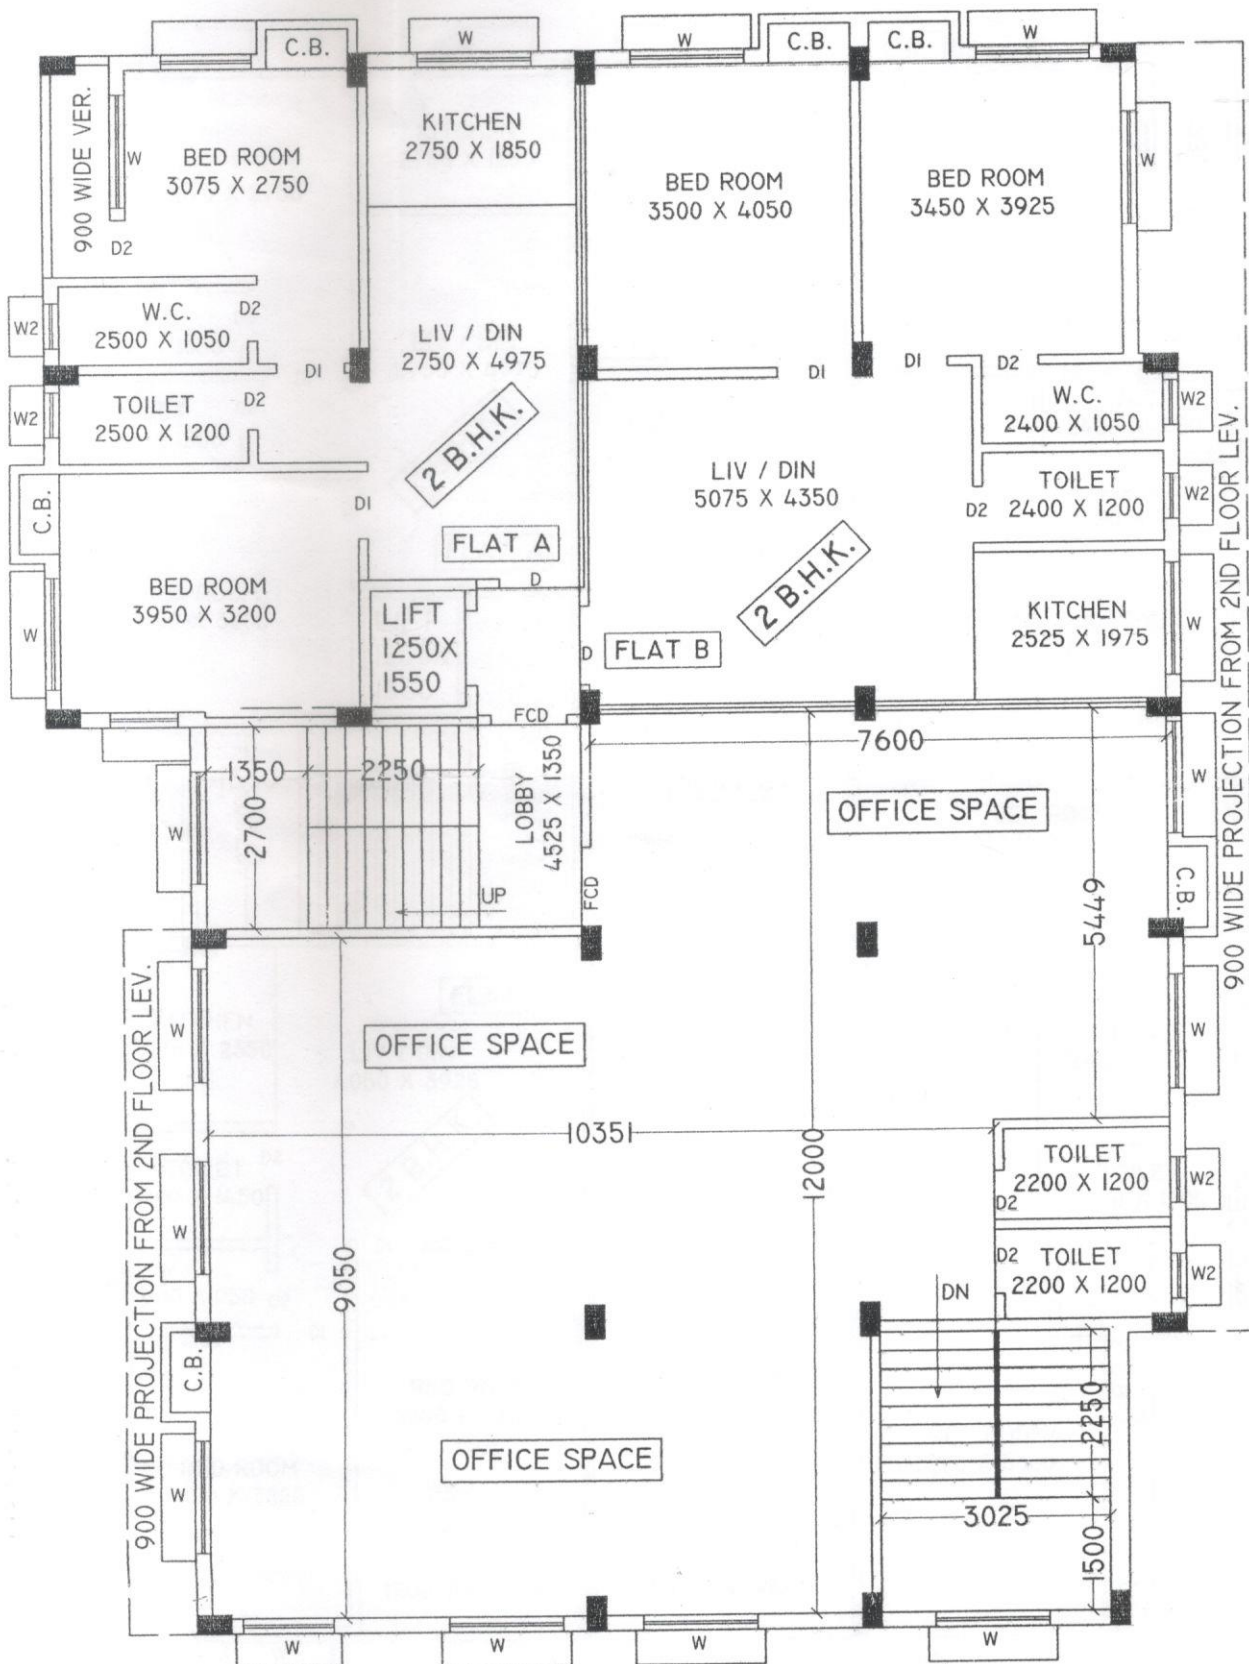 C.B.
W
W
C.B.
C.B.
W
900 WIDE VER.
W
BED ROOM
3075 X 2750
KITCHEN
2750 X 1850
BED ROOM
3500 X 4050
BED ROOM
3450 X 3925
W
D2
W2
W.C.
2500 X 1050
D2
LIV / DIN
2750 X 4975
D1
D1
D1
D2
W2
TOILET
2500 X 1200
D2
2 B.H.K.
W.C.
2400 X 1050
W2
C.B.
D1
LIV / DIN
5075 X 4350
D2
TOILET
2400 X 1200
W2
FLAT A
D
2 B.H.K.
W
BED ROOM
3950 X 3200
LIFT
1250X
1550
D
FLAT B
KITCHEN
2525 X 1975
W
900 WIDE PROJECTION FROM 2ND FLOOR LEV.
FCD
7600
1350
2250
2700
W
LOBBY
4525 X 1350
OFFICE SPACE
W
C.B.
UP
FCD
5449
W
OFFICE SPACE
W
900 WIDE PROJECTION FROM 2ND FLOOR LEV.
10351
12000
TOILET
2200 X 1200
W2
D2
W
9050
D2
TOILET
2200 X 1200
W2
DN
C.B.
2250
OFFICE SPACE
W
3025
1500
W
W
W
W